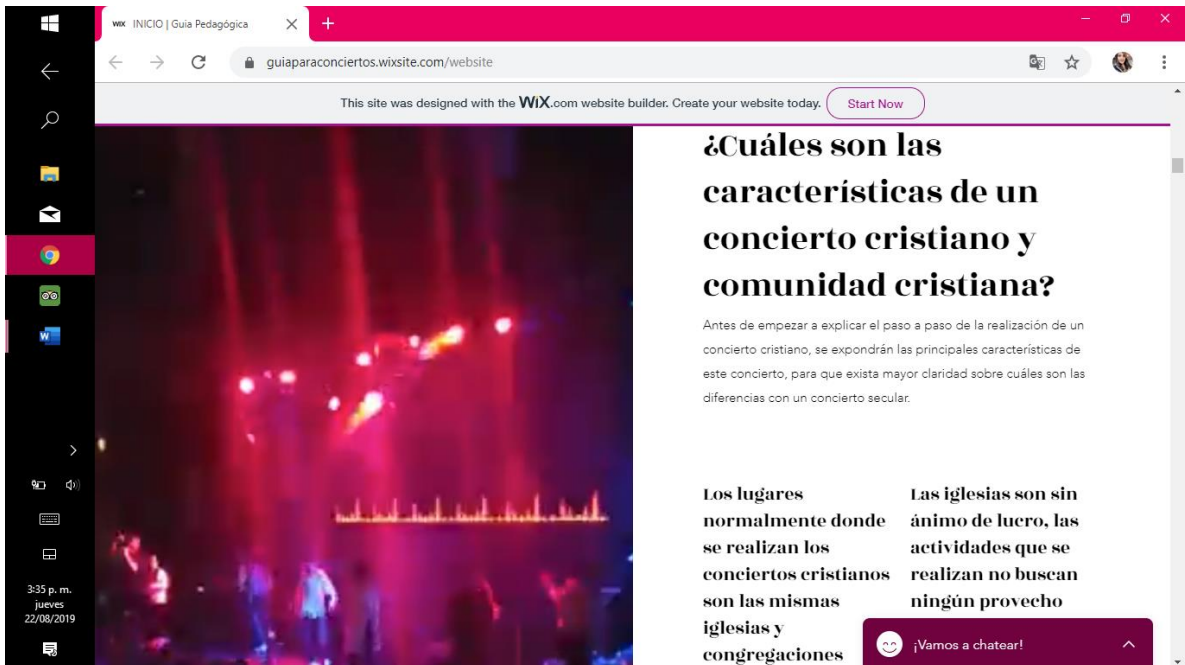 WIX INICIO | Guia Pedagógica
guiaparaconciertos.wixsite.com/website
This site was designed with the WiX.com website builder. Create your website today. Start Now
¿Cuáles son las
características de un
concierto cristiano y
comunidad cristiana?
Antes de empezar a explicar el paso a paso de la realización de un
concierto cristiano, se expondrán las principales características de
este concierto, para que exista mayor claridad sobre cuáles son las
diferencias con un concierto secular.
Los lugares
normalmente donde
se realizan los
conciertos cristianos
son las mismas
iglesias y
congregaciones
Las iglesias son sin
ánimo de lucro, las
actividades que se
realizan no buscan
ningún provecho
¡Vamos a chatear!
3:35 p. m.
jueves
22/08/2019